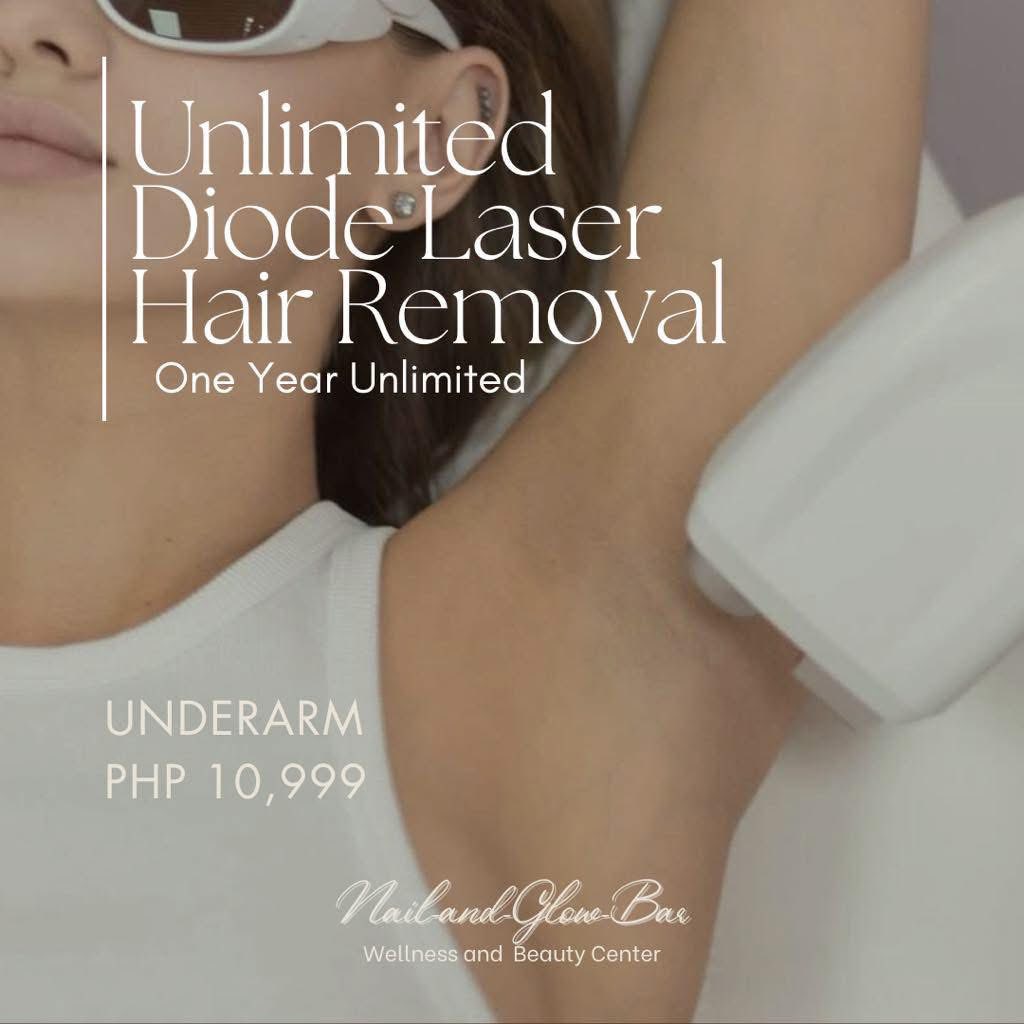 Unlimited
Diode Laser
Hair Removal
One Year Unlimited
UNDERARM
PHP 10,999
Nail and Glow Bar
Wellness and Beauty Center